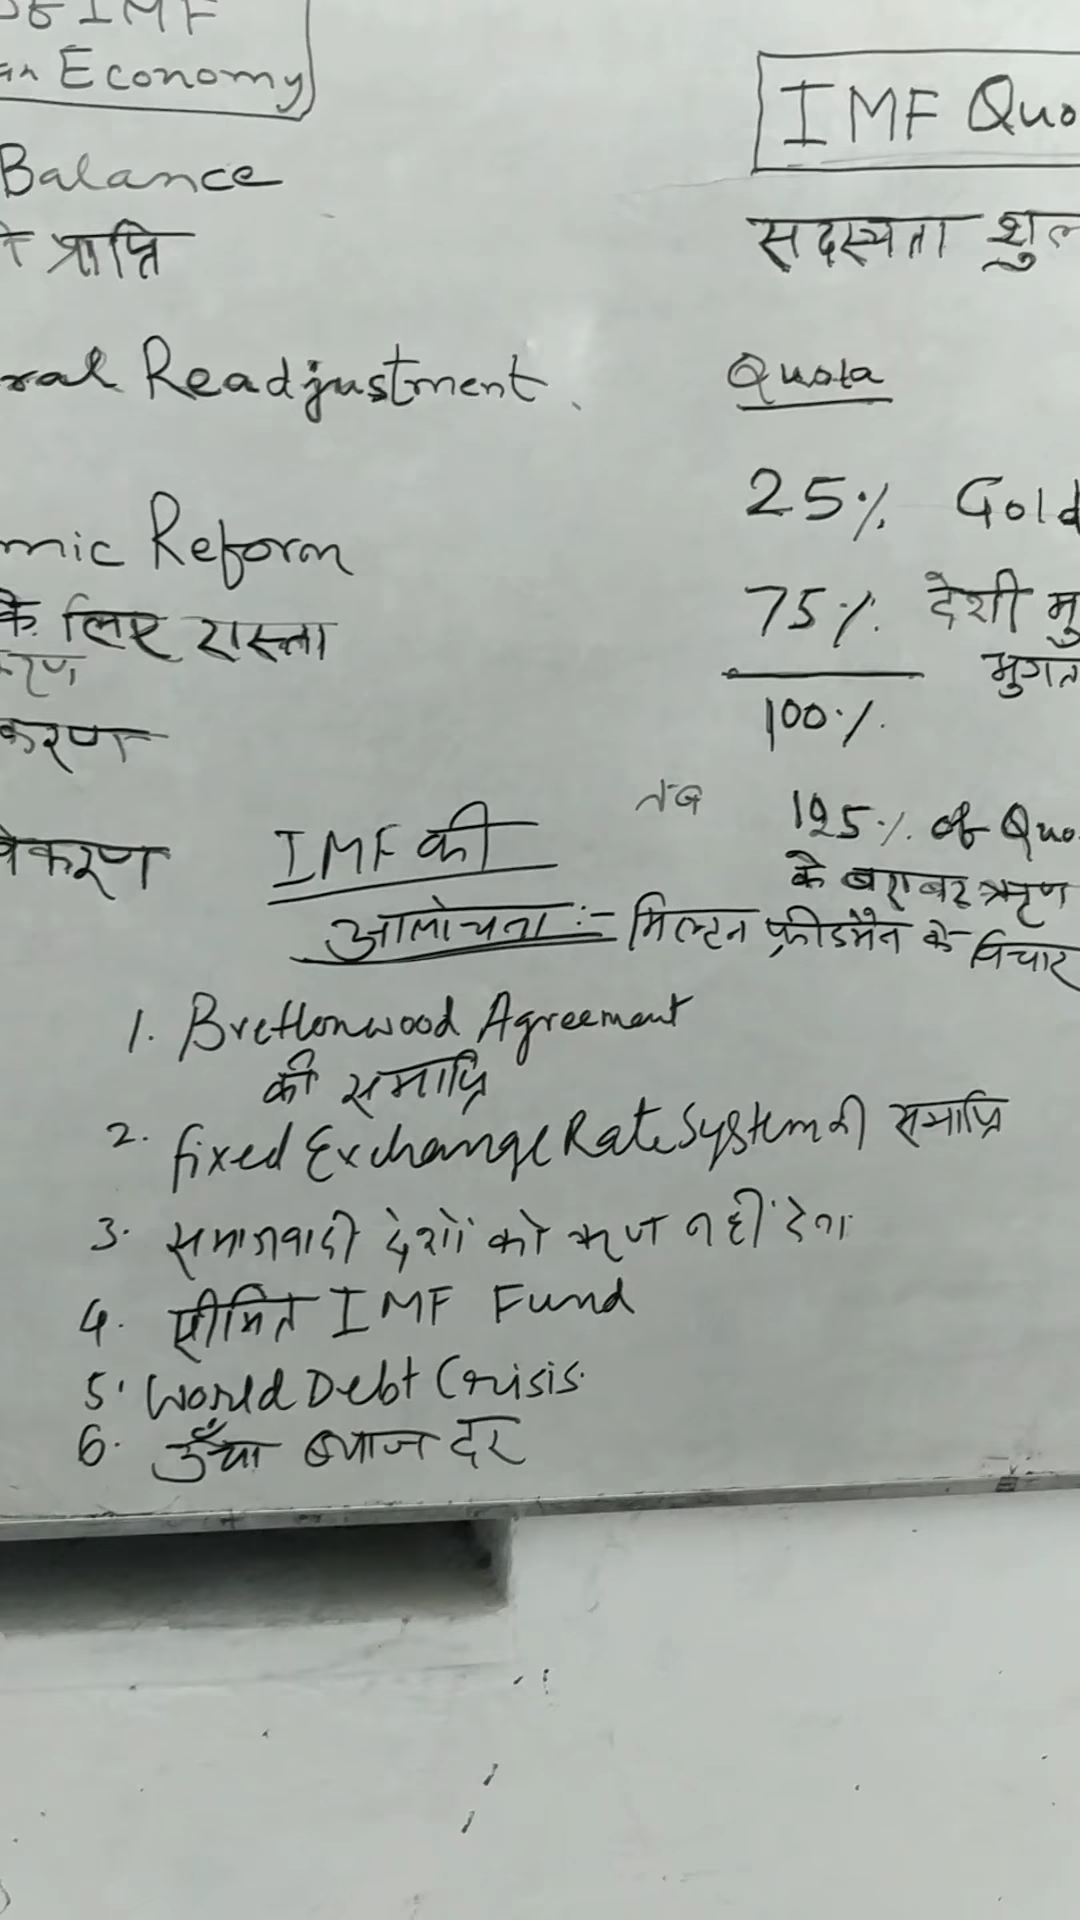 IMF
Economy
Balance
प्राप्ति
Readjustment
Reform
के लिए रास्ता
करण
IMF Quo
सदस्यता
Quota
25% Gold
75% देशी
100%
125% of Quo
के बराबर ऋण
IMF की
आलोचना :- मिल्टन फ्रीडमैन के विचार
1. Brettonwood Agreement
की समाप्ति
2. fixed Exchange Rate System की समाप्ति
3. समाजवादी देशों को ऋण नहीं देना
4. सीमित IMF Fund
5. World Debt Crisis.
6. ऊँचा ब्याज दर